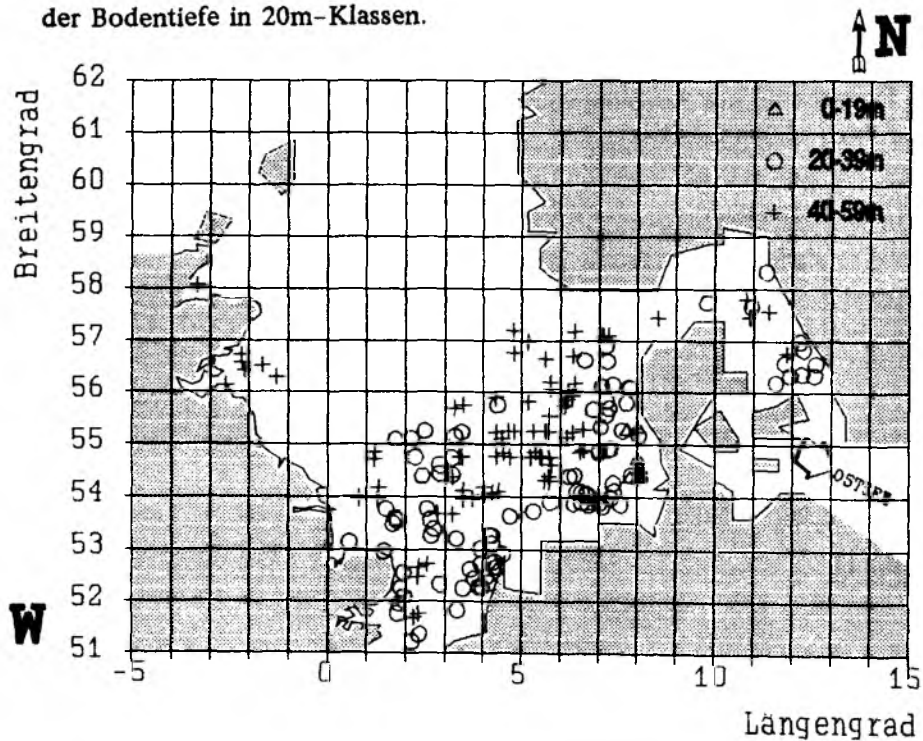 der Bodentiefe in 20m-Klassen.
N
Breitengrad
62
61
60
59
58
57
56
55
54
53
52
51
0-19m
20-39m
40-59m
OSTSEE
W
-5 0 5 10 15
Längengrad